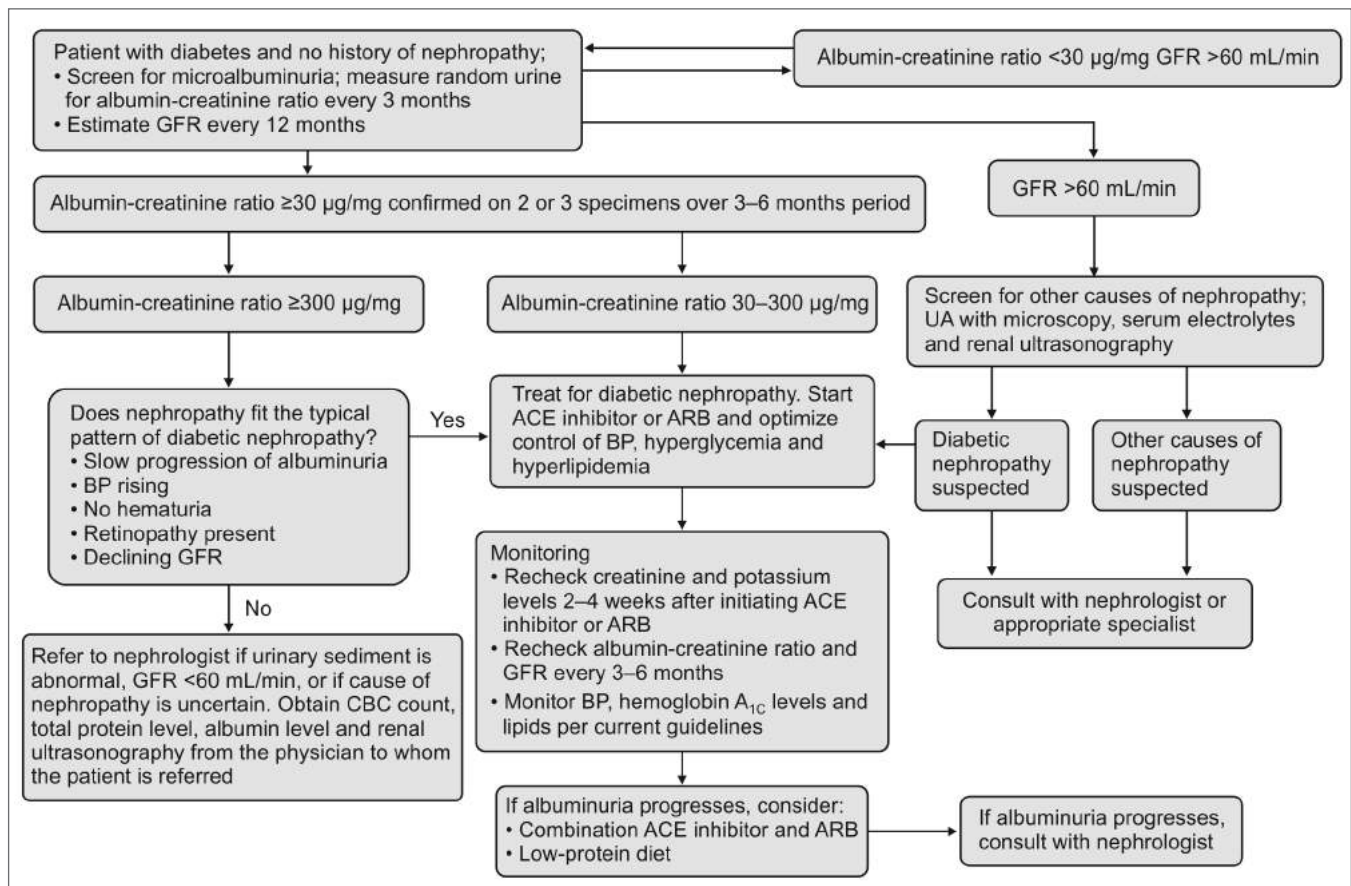 Patient with diabetes and no history of nephropathy;
• Screen for microalbuminuria; measure random urine
for albumin-creatinine ratio every 3 months
• Estimate GFR every 12 months
Albumin-creatinine ratio <30 µg/mg GFR >60 mL/min
Albumin-creatinine ratio ≥30 µg/mg confirmed on 2 or 3 specimens over 3–6 months period
GFR >60 mL/min
Albumin-creatinine ratio ≥300 µg/mg
Albumin-creatinine ratio 30–300 µg/mg
Screen for other causes of nephropathy;
UA with microscopy, serum electrolytes
and renal ultrasonography
Does nephropathy fit the typical
pattern of diabetic nephropathy?
• Slow progression of albuminuria
• BP rising
• No hematuria
• Retinopathy present
• Declining GFR
Yes
Treat for diabetic nephropathy. Start
ACE inhibitor or ARB and optimize
control of BP, hyperglycemia and
hyperlipidemia
Diabetic
nephropathy
suspected
Other causes of
nephropathy
suspected
No
Monitoring
• Recheck creatinine and potassium
levels 2–4 weeks after initiating ACE
inhibitor or ARB
• Recheck albumin-creatinine ratio and
GFR every 3–6 months
• Monitor BP, hemoglobin A1C levels and
lipids per current guidelines
Consult with nephrologist or
appropriate specialist
Refer to nephrologist if urinary sediment is
abnormal, GFR <60 mL/min, or if cause of
nephropathy is uncertain. Obtain CBC count,
total protein level, albumin level and renal
ultrasonography from the physician to whom
the patient is referred
If albuminuria progresses, consider:
• Combination ACE inhibitor and ARB
• Low-protein diet
If albuminuria progresses,
consult with nephrologist